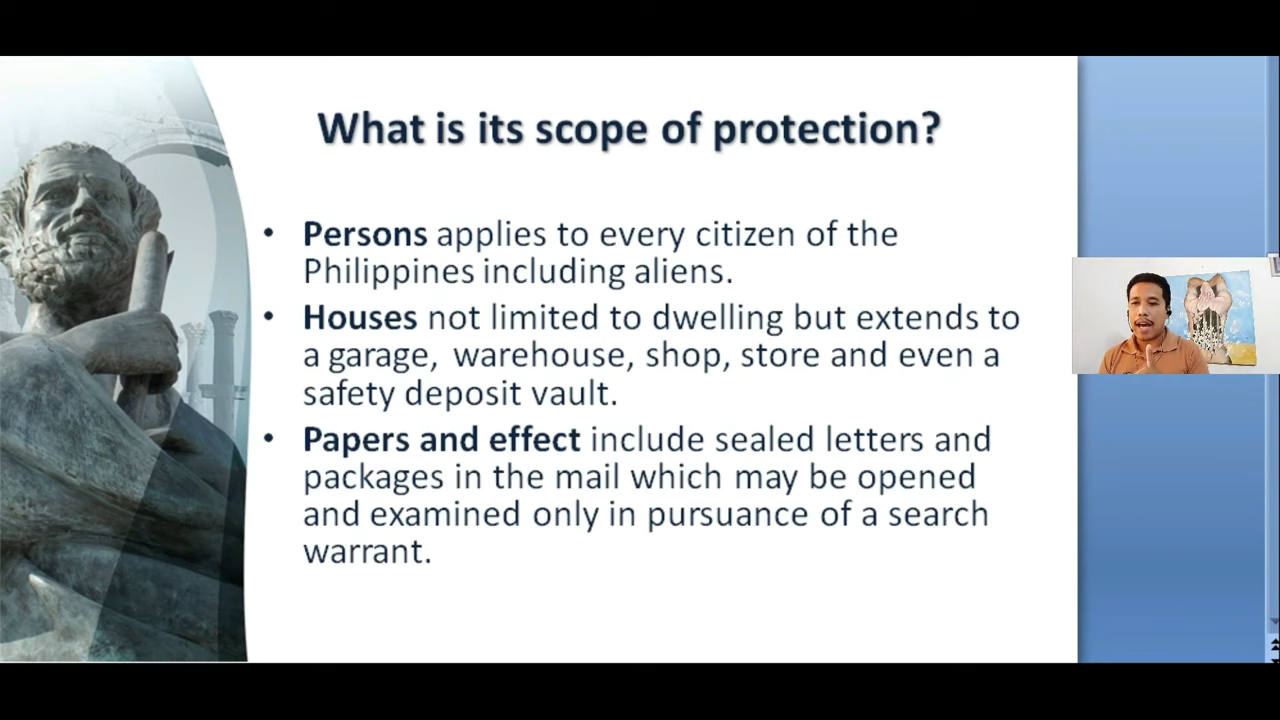 What is its scope of protection?
• Persons applies to every citizen of the
Philippines including aliens.
• Houses not limited to dwelling but extends to
a garage, warehouse, shop, store and even a
safety deposit vault.
• Papers and effect include sealed letters and
packages in the mail which may be opened
and examined only in pursuance of a search
warrant.